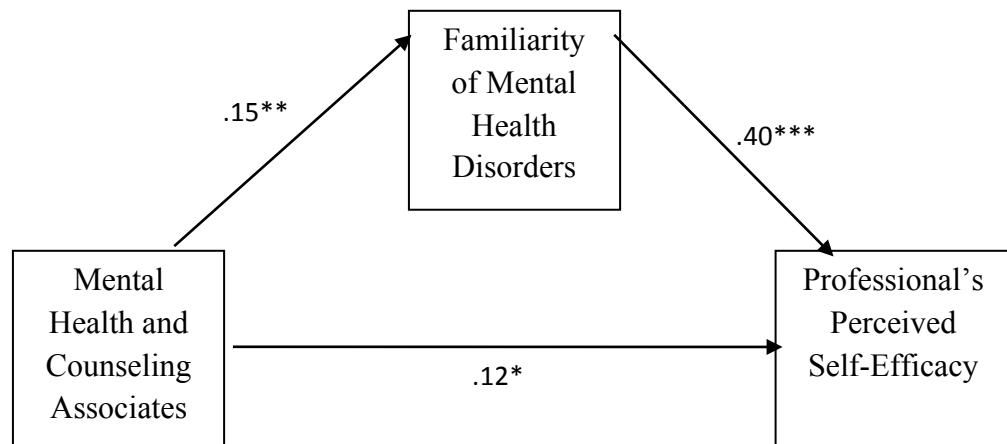 Familiarity
of Mental
Health
Disorders
.15**
.40***
Mental
Health and
Counseling
Associates
Professional’s
Perceived
Self-Efficacy
.12*